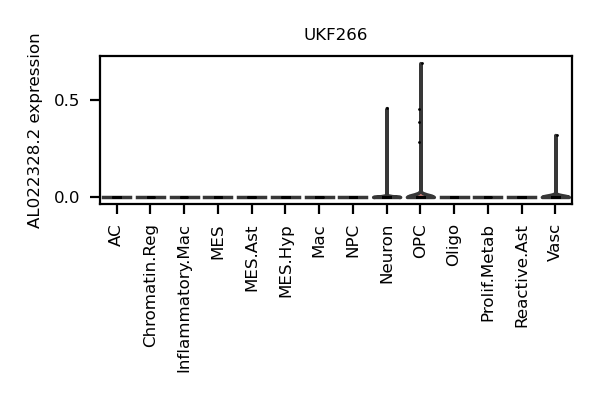 UKF266
AL022328.2 expression
0.5
0.0
AC
Chromatin.Reg
Inflammatory.Mac
MES
MES.Ast
MES.Hyp
Mac
NPC
Neuron
OPC
Oligo
Prolif.Metab
Reactive.Ast
Vasc